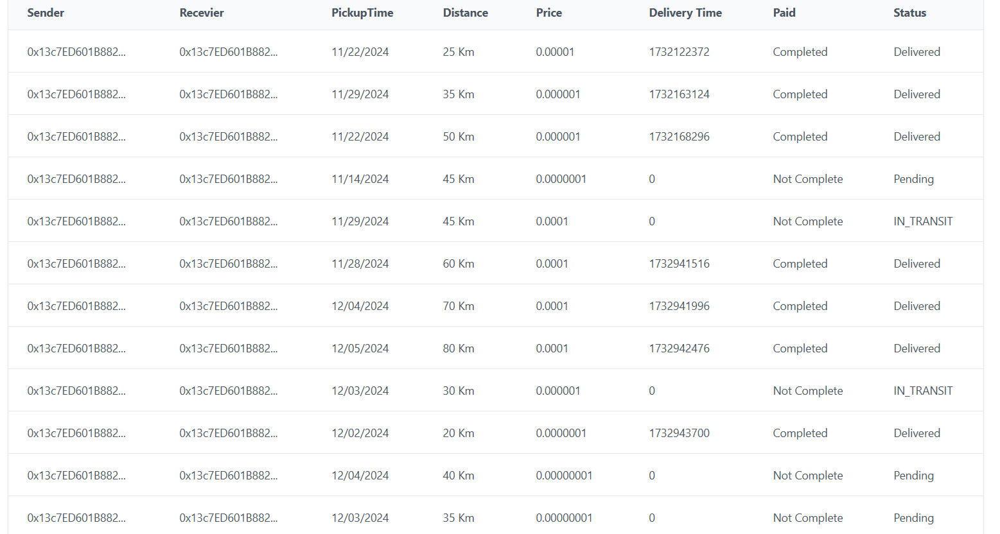 Sender Recevier PickupTime Distance Price Delivery Time Paid Status
0x13c7ED601B882... 0x13c7ED601B882... 11/22/2024 25 Km 0.00001 1732122372 Completed Delivered
0x13c7ED601B882... 0x13c7ED601B882... 11/29/2024 35 Km 0.000001 1732163124 Completed Delivered
0x13c7ED601B882... 0x13c7ED601B882... 11/22/2024 50 Km 0.000001 1732168296 Completed Delivered
0x13c7ED601B882... 0x13c7ED601B882... 11/14/2024 45 Km 0.0000001 0 Not Complete Pending
0x13c7ED601B882... 0x13c7ED601B882... 11/29/2024 45 Km 0.0001 0 Not Complete IN_TRANSIT
0x13c7ED601B882... 0x13c7ED601B882... 11/28/2024 60 Km 0.0001 1732941516 Completed Delivered
0x13c7ED601B882... 0x13c7ED601B882... 12/04/2024 70 Km 0.0001 1732941996 Completed Delivered
0x13c7ED601B882... 0x13c7ED601B882... 12/05/2024 80 Km 0.0001 1732942476 Completed Delivered
0x13c7ED601B882... 0x13c7ED601B882... 12/03/2024 30 Km 0.000001 0 Not Complete IN_TRANSIT
0x13c7ED601B882... 0x13c7ED601B882... 12/02/2024 20 Km 0.0000001 1732943700 Completed Delivered
0x13c7ED601B882... 0x13c7ED601B882... 12/04/2024 40 Km 0.00000001 0 Not Complete Pending
0x13c7ED601B882... 0x13c7ED601B882... 12/03/2024 35 Km 0.00000001 0 Not Complete Pending